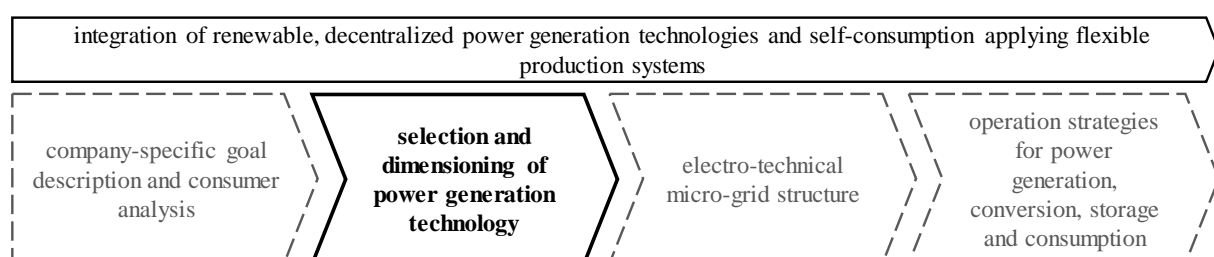 integration of renewable, decentralized power generation technologies and self-consumption applying flexible
production systems
company-specific goal
description and consumer
analysis
selection and
dimensioning of
power generation
technology
electro-technical
micro-grid structure
operation strategies
for power
generation,
conversion, storage
and consumption